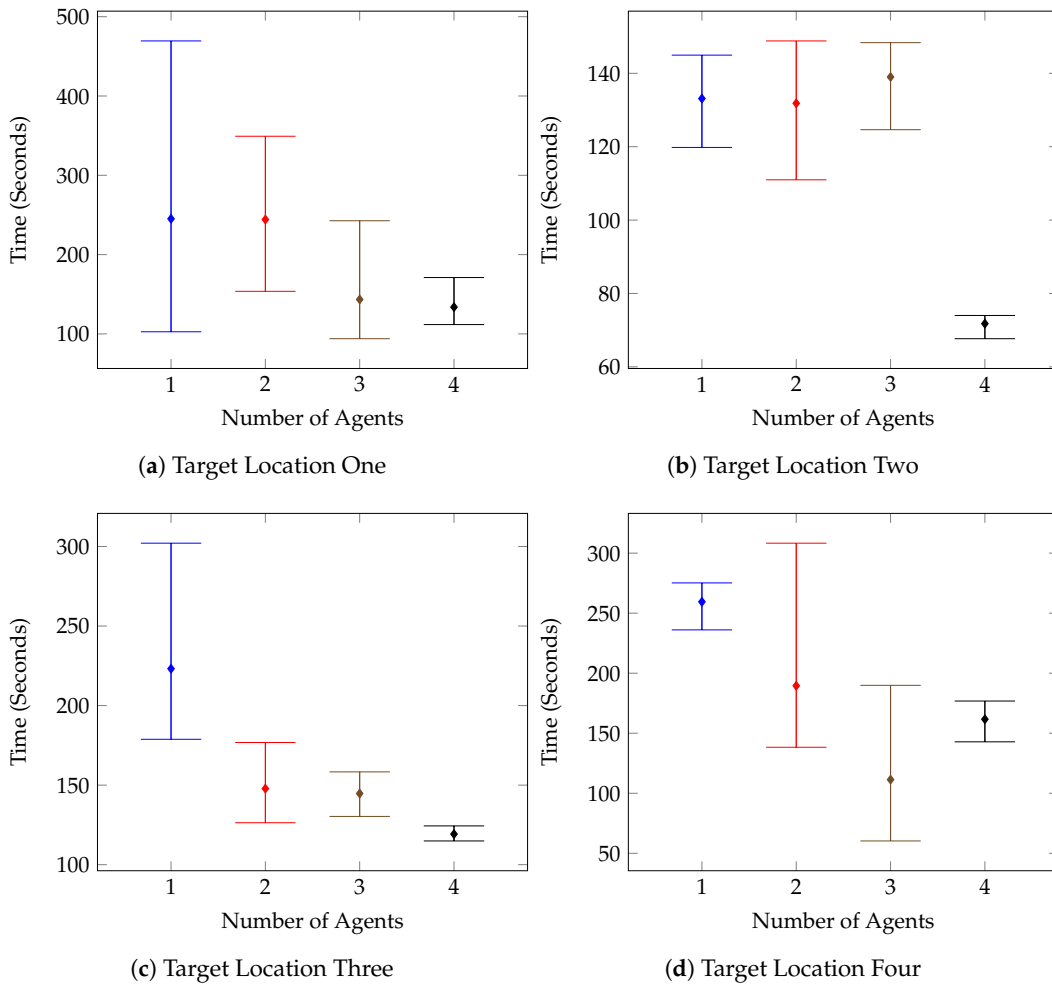 500
400
300
200
100
Time (Seconds)
1 2 3 4
Number of Agents
(a) Target Location One
140
120
100
80
60
Time (Seconds)
1 2 3 4
Number of Agents
(b) Target Location Two
300
250
200
150
100
Time (Seconds)
1 2 3 4
Number of Agents
(c) Target Location Three
300
250
200
150
100
50
Time (Seconds)
1 2 3 4
Number of Agents
(d) Target Location Four